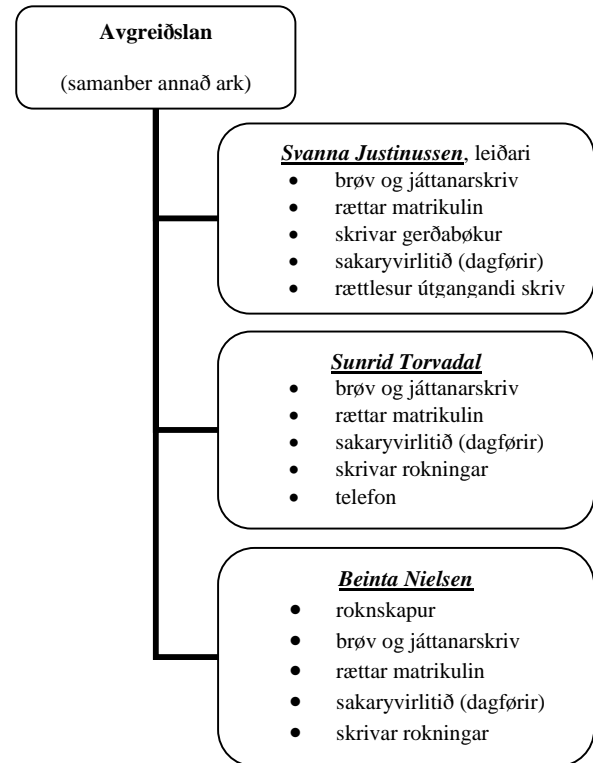 Avgreiðslan
(samanber annað ark)
Svanna Justinussen, leiðari
• brøv og játtanarskriv
• rættar matrikulin
• skrivar gerðabøkur
• sakaryvirlitið (dagførir)
• rættlesur útgangandi skriv
Sunrid Torvadal
• brøv og játtanarskriv
• rættar matrikulin
• sakaryvirlitið (dagførir)
• skrivar rokningar
• telefon
Beinta Nielsen
• roknskapur
• brøv og játtanarskriv
• rættar matrikulin
• sakaryvirlitið (dagførir)
• skrivar rokningar